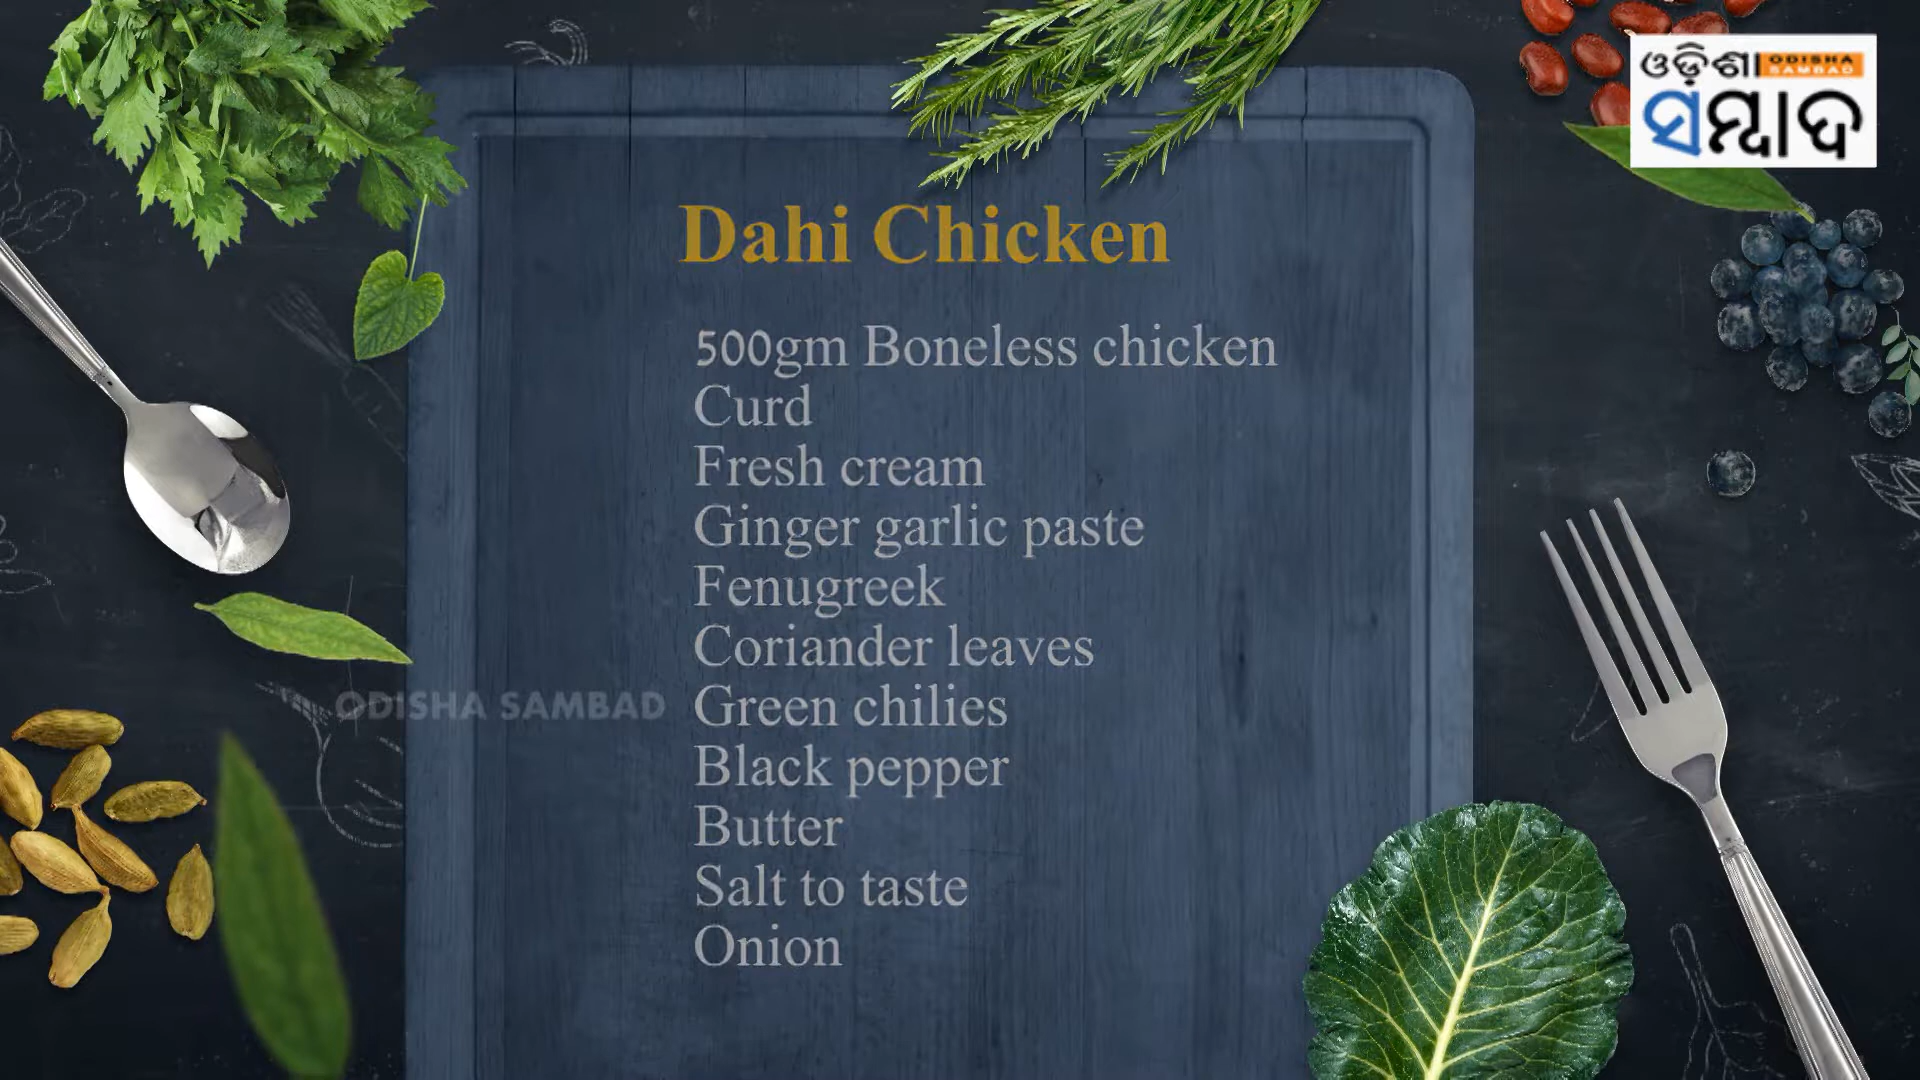 ଓଡ଼ିଶା ODISHA SAMBAD
ସମ୍ବାଦ
Dahi Chicken
500gm Boneless chicken
Curd
Fresh cream
Ginger garlic paste
Fenugreek
Coriander leaves
ODISHA SAMBAD
Green chilies
Black pepper
Butter
Salt to taste
Onion